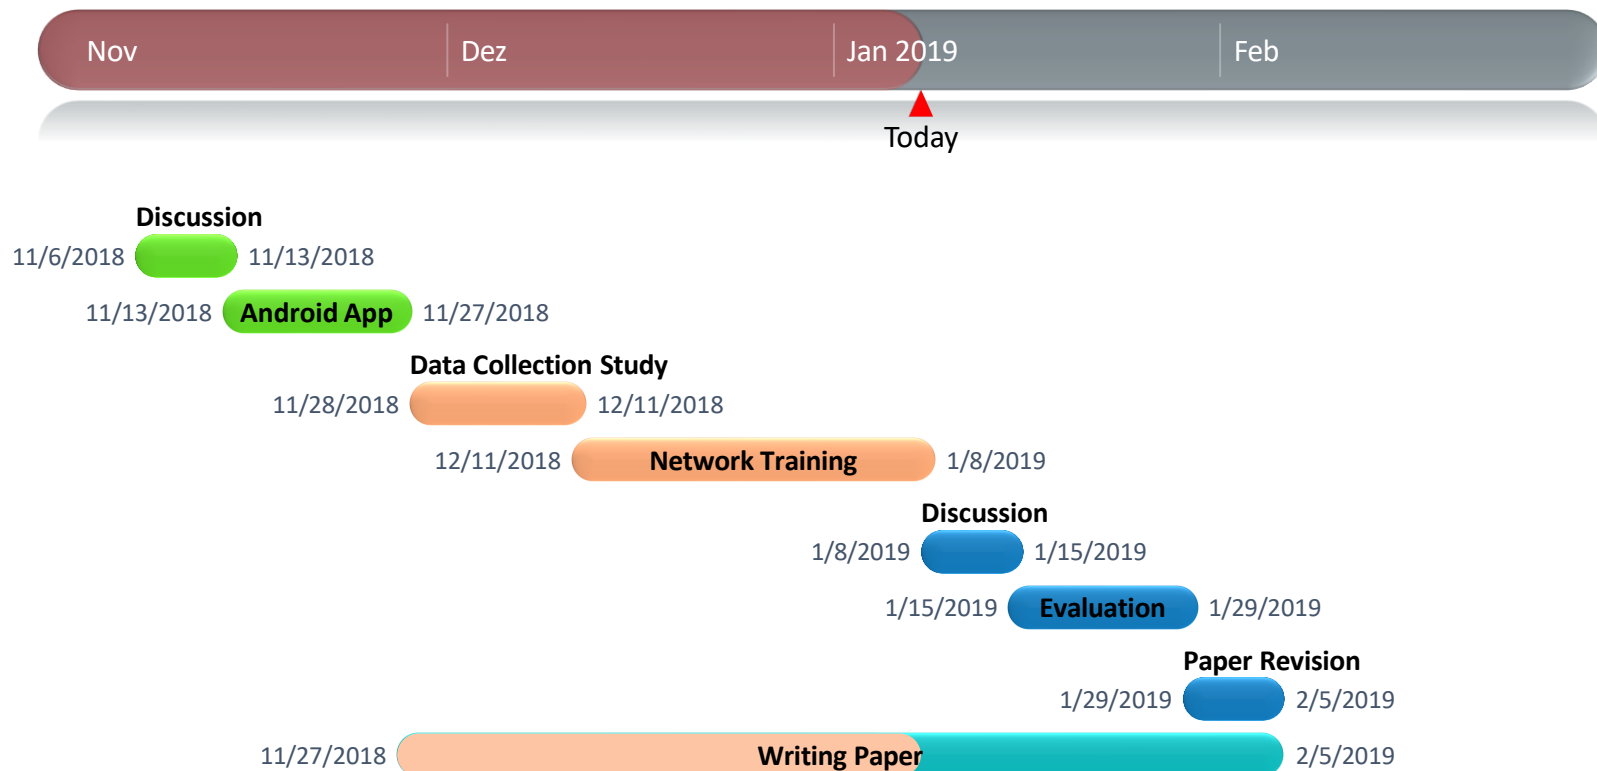 Nov Dez Jan 2019 Feb
Today
Discussion
11/6/2018 11/13/2018
11/13/2018 Android App 11/27/2018
Data Collection Study
11/28/2018 12/11/2018
12/11/2018 Network Training 1/8/2019
Discussion
1/8/2019 1/15/2019
1/15/2019 Evaluation 1/29/2019
Paper Revision
1/29/2019 2/5/2019
11/27/2018 Writing Paper 2/5/2019